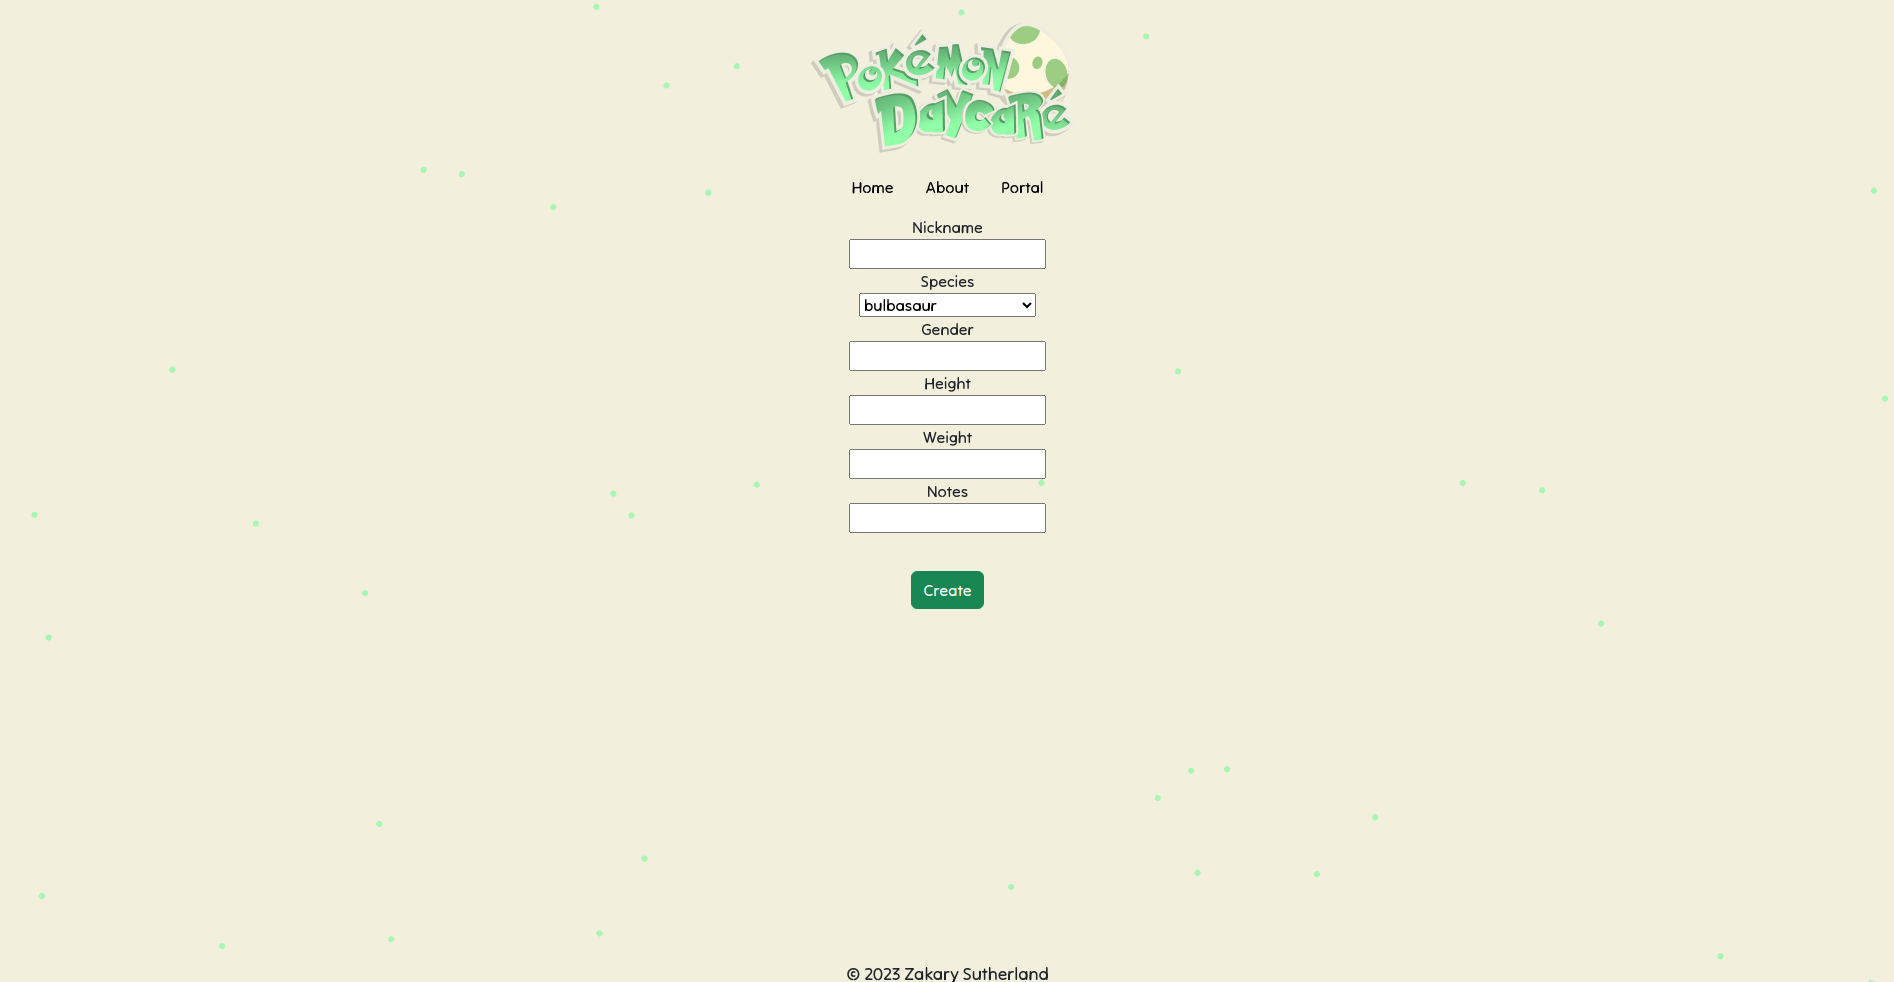 Pokémon
Daycaré
Home About Portal
Nickname
Species
bulbasaur
Gender
Height
Weight
Notes
Create
© 2023 Zakary Sutherland